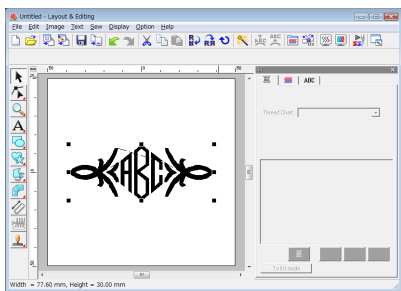 Untitled - Layout & Editing
File Edit Image Text Sew Display Option Help
ABC
Thread Chart:
A
ABC
To Int mode
Width = 77.60 mm, Height = 30.00 mm